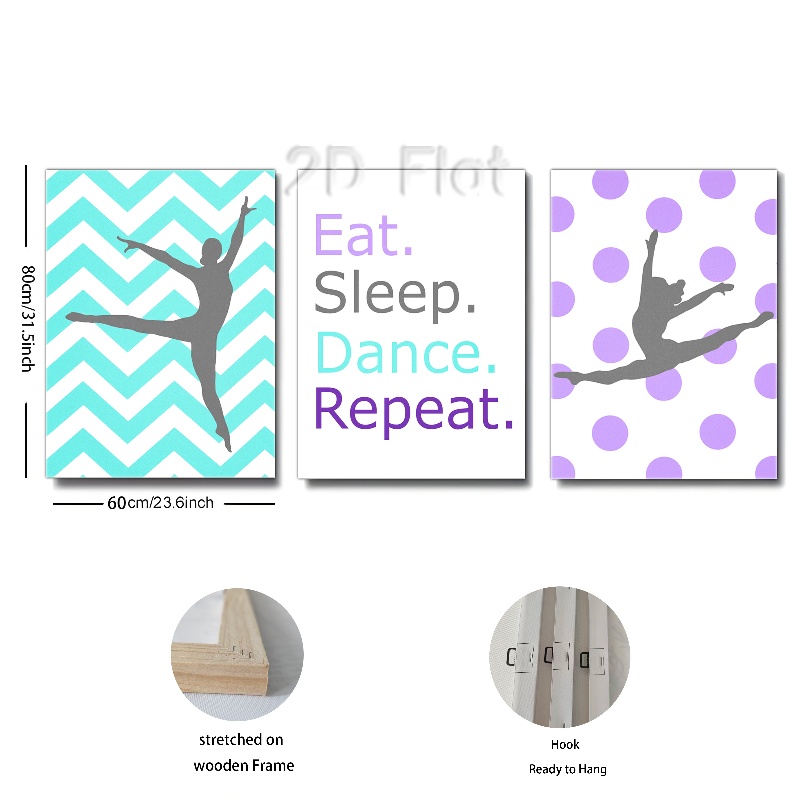 2D Flat
Eat.
Sleep.
Dance.
Repeat.
80cm/31.5inch
60cm/23.6inch
stretched on
wooden Frame
Hook
Ready to Hang